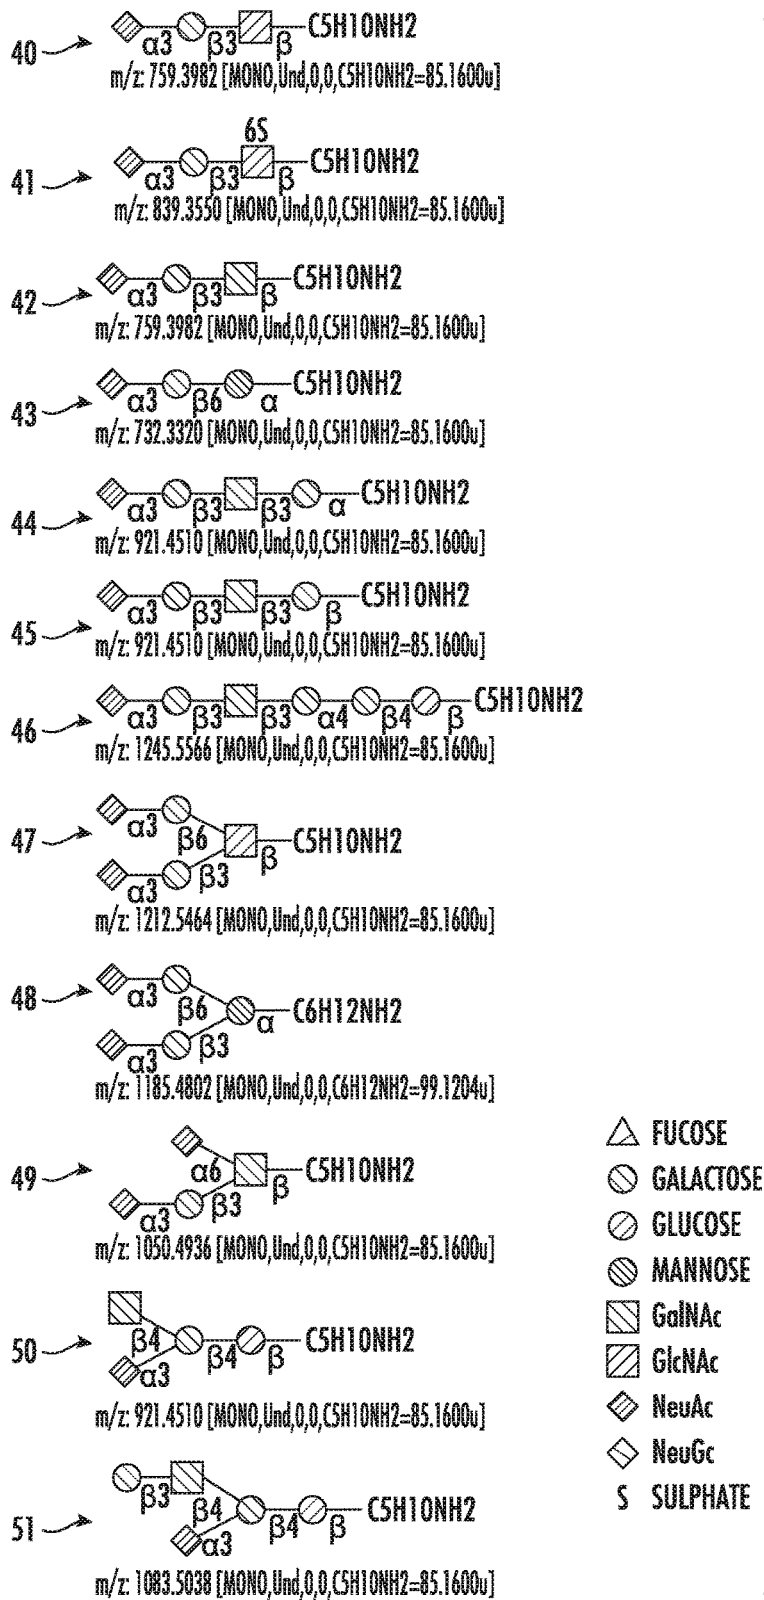 40 α3 β3 β C5H10NH2
m/z: 759.3982 [MONO,Und,0,0,C5H10NH2=85.1600u]
6S
41 α3 β3 β C5H10NH2
m/z: 839.3550 [MONO,Und,0,0,C5H10NH2=85.1600u]
42 α3 β3 β C5H10NH2
m/z: 759.3982 [MONO,Und,0,0,C5H10NH2=85.1600u]
43 α3 β6 α C5H10NH2
m/z: 732.3320 [MONO,Und,0,0,C5H10NH2=85.1600u]
44 α3 β3 β3 α C5H10NH2
m/z: 921.4510 [MONO,Und,0,0,C5H10NH2=85.1600u]
45 α3 β3 β3 β C5H10NH2
m/z: 921.4510 [MONO,Und,0,0,C5H10NH2=85.1600u]
46 α3 β3 β3 α4 β4 β C5H10NH2
m/z: 1245.5566 [MONO,Und,0,0,C5H10NH2=85.1600u]
47 α3 β6 β C5H10NH2
α3 β3
m/z: 1212.5464 [MONO,Und,0,0,C5H10NH2=85.1600u]
48 α3 β6 α C6H12NH2
α3 β3
m/z: 1185.4802 [MONO,Und,0,0,C6H12NH2=99.1204u]
49 α6 β C5H10NH2
α3 β3
m/z: 1050.4936 [MONO,Und,0,0,C5H10NH2=85.1600u]
50 β4 β4 β C5H10NH2
α3
m/z: 921.4510 [MONO,Und,0,0,C5H10NH2=85.1600u]
51 β3 β4 β4 β C5H10NH2
α3
m/z: 1083.5038 [MONO,Und,0,0,C5H10NH2=85.1600u]
FUCOSE
GALACTOSE
GLUCOSE
MANNOSE
GalNAc
GlcNAc
NeuAc
NeuGc
S SULPHATE